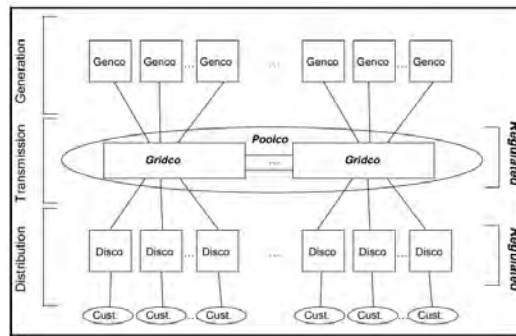 Generation
Genco Genco ... Genco ... Genco Genco ... Genco
Transmission
Poolco
Gridco ... Gridco
Regulated
Distribution
Disco Disco ... Disco ... Disco Disco ... Disco
Regulated
Cust. Cust. ... Cust. Cust. Cust. ... Cust.